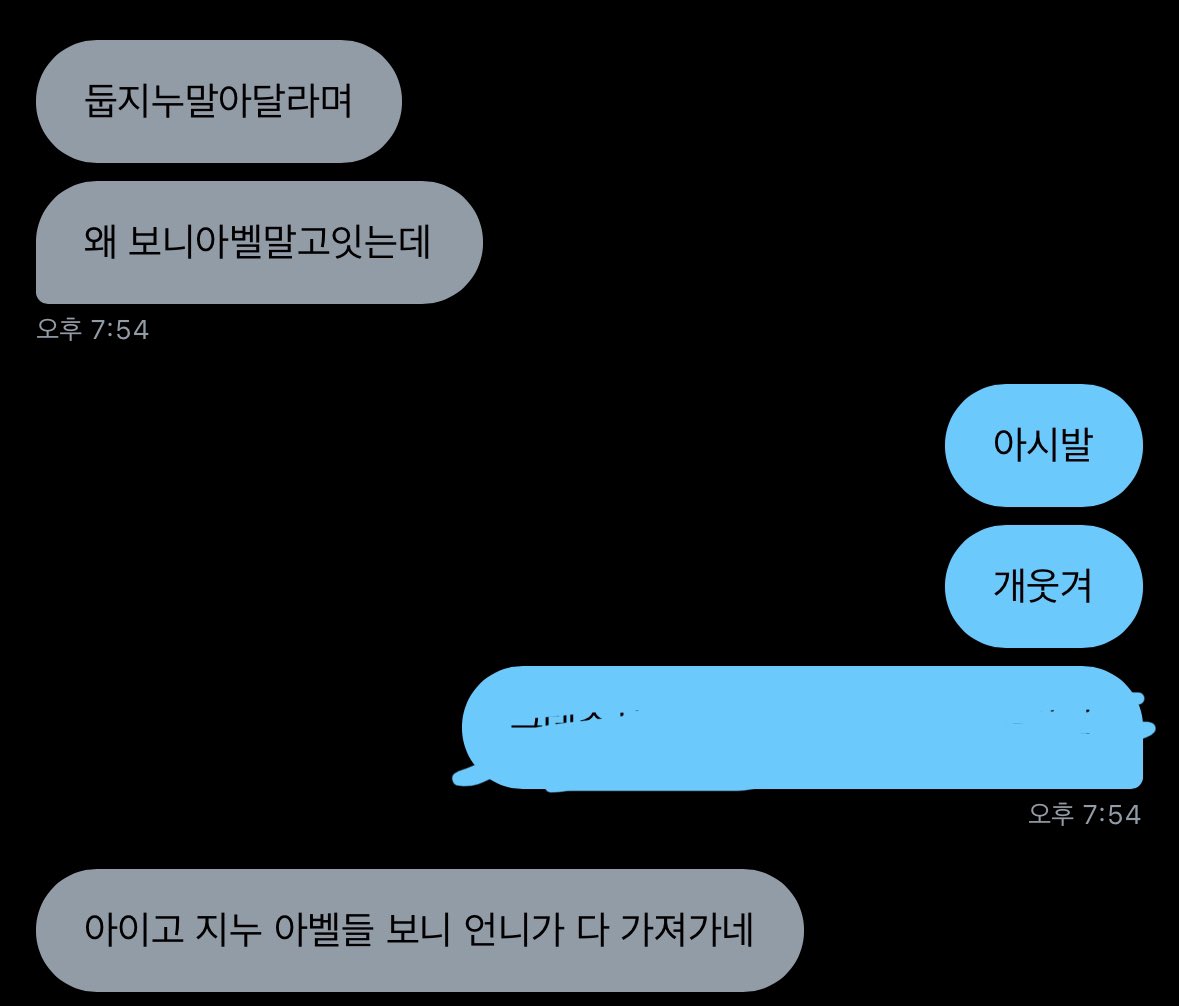 둡지누말아달라며
왜 보니아벨말고잇는데
오후 7:54
아시발
개웃겨
오후 7:54
아이고 지누 아벨들 보니 언니가 다 가져가네